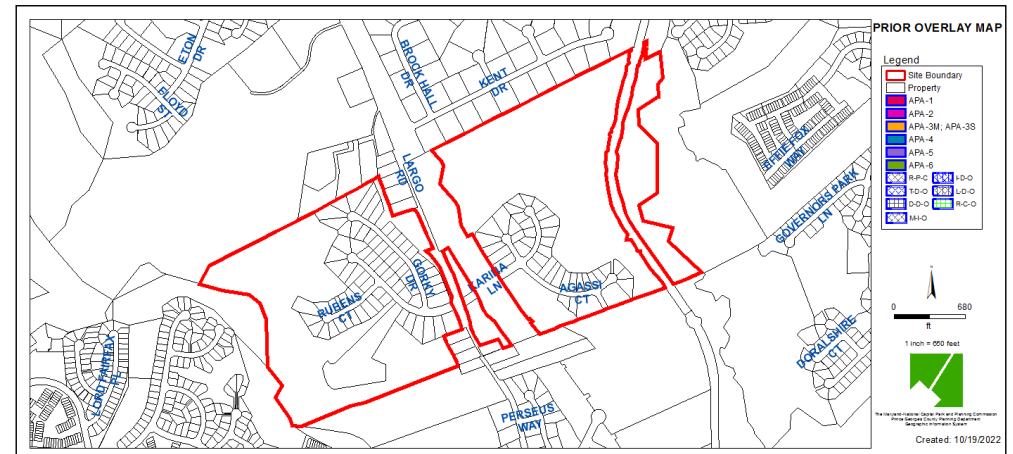 PRIOR OVERLAY MAP
Legend
Site Boundary
Property
APA-1
APA-2
APA-3M; APA-3S
APA-4
APA-5
APA-6
R-P-C
I-D-O
T-D-O
L-D-O
D-D-O
R-C-O
M-I-O
0
680
ft
1 inch = 650 feet
The Maryland-National Capital Park and Planning Commission
Prince George's County Planning Department
Geographic Information System
Created: 10/19/2022
ETON
DR
FLOYD
ST
BROCK HALL
DR
KENT
DR
LARGO
RD
EFFIE FOX
WAY
GOVERNORS PARK
LN
GORKY
DR
KARIBA
LN
RUBENS
CT
AGASSI
CT
LORD FAIRFAX
PL
DORALSHIRE
CT
PERSEUS
WAY